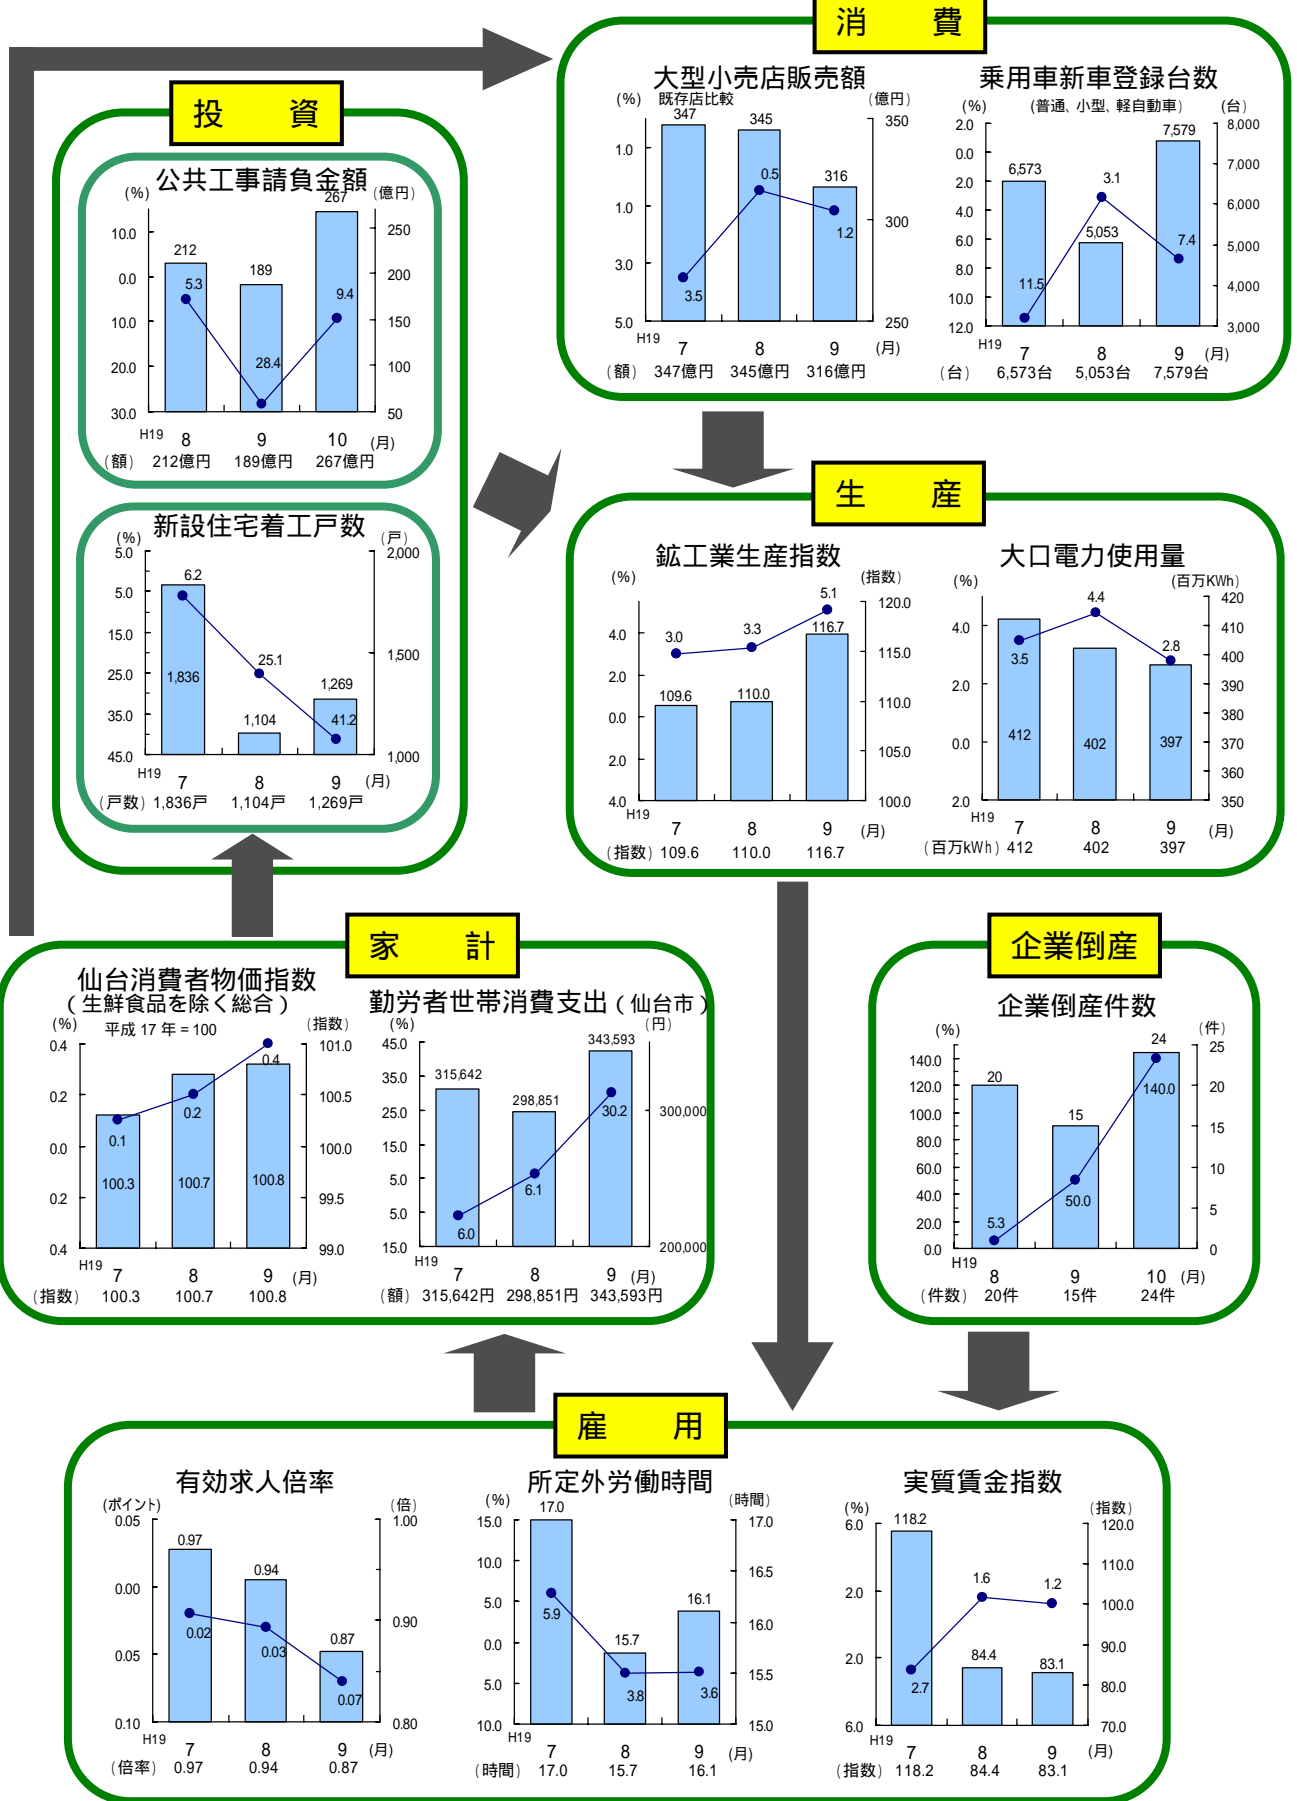 消　費
大型小売店販売額
(%) 既存店比較 (億円)
347 345 316
350
300
250
1.0
1.0
3.0
5.0
3.5 0.5 1.2
H19 7 8 9 (月)
(額) 347億円 345億円 316億円
乗用車新車登録台数
(%) (普通、小型、軽自動車) (台)
2.0
0.0
2.0
4.0
6.0
8.0
10.0
12.0
8,000
7,000
6,000
5,000
4,000
3,000
6,573 5,053 7,579
11.5 3.1 7.4
H19 7 8 9 (月)
(台) 6,573台 5,053台 7,579台
投　資
公共工事請負金額
(%) (億円)
10.0
0.0
10.0
20.0
30.0
250
200
150
100
50
212 189 267
5.3 28.4 9.4
H19 8 9 10 (月)
(額) 212億円 189億円 267億円
新設住宅着工戸数
(%) (戸)
5.0
5.0
15.0
25.0
35.0
45.0
2,000
1,500
1,000
6.2 25.1 41.2
1,836 1,104 1,269
H19 7 8 9 (月)
(戸数) 1,836戸 1,104戸 1,269戸
生　産
鉱工業生産指数
(%) (指数)
4.0
2.0
0.0
2.0
4.0
120.0
115.0
110.0
105.0
100.0
3.0 3.3 5.1
109.6 110.0 116.7
H19 7 8 9 (月)
(指数) 109.6 110.0 116.7
大口電力使用量
(%) (百万KWh)
4.0
2.0
0.0
2.0
420
410
400
390
380
370
360
350
3.5 4.4 2.8
412 402 397
H19 7 8 9 (月)
(百万kWh) 412 402 397
家　計
仙台消費者物価指数
(生鮮食品を除く総合)
(%) 平成 17 年 = 100 (指数)
0.4
0.2
0.0
0.2
0.4
101.0
100.5
100.0
99.5
99.0
0.1 0.2 0.4
100.3 100.7 100.8
H19 7 8 9 (月)
(指数) 100.3 100.7 100.8
勤労者世帯消費支出 (仙台市)
(%) (円)
45.0
35.0
25.0
15.0
5.0
5.0
15.0
300,000
200,000
315,642 298,851 343,593
6.0 6.1 30.2
H19 7 8 9 (月)
(額) 315,642円 298,851円 343,593円
企業倒産
企業倒産件数
(%) (件)
140.0
120.0
100.0
80.0
60.0
40.0
20.0
0.0
25
20
15
10
5
0
20 15 24
5.3 50.0 140.0
H19 8 9 10 (月)
(件数) 20件 15件 24件
雇　用
有効求人倍率
(ポイント) (倍)
0.05
0.00
0.05
0.10
1.00
0.90
0.80
0.97 0.94 0.87
0.02 0.03 0.07
H19 7 8 9 (月)
(倍率) 0.97 0.94 0.87
所定外労働時間
(%) (時間)
15.0
10.0
5.0
0.0
5.0
10.0
17.0
16.5
16.0
15.5
15.0
17.0 15.7 16.1
5.9 3.8 3.6
H19 7 8 9 (月)
(時間) 17.0 15.7 16.1
実質賃金指数
(%) (指数)
6.0
2.0
2.0
6.0
120.0
110.0
100.0
90.0
80.0
70.0
118.2 84.4 83.1
2.7 1.6 1.2
H19 7 8 9 (月)
(指数) 118.2 84.4 83.1